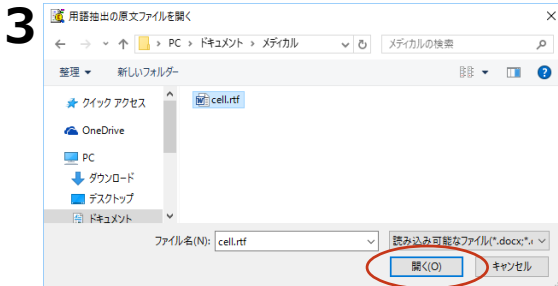 3
用語抽出の原文ファイルを開く
PC › ドキュメント › メディカル
メディカルの検索
整理 ▼
新しいフォルダー
クイック アクセス
cell.rtf
OneDrive
PC
ダウンロード
デスクトップ
ドキュメント
ファイル名(N):
cell.rtf
読み込み可能なファイル(*.docx;*.
開く(O)
キャンセル